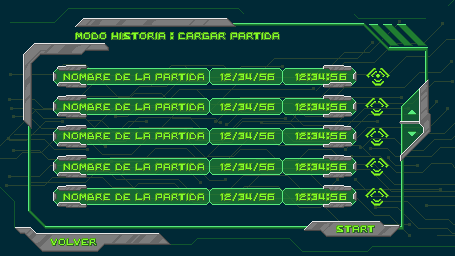 MODO HISTORIA : CARGAR PARTIDA
NOMBRE DE LA PARTIDA 12/34/56 12:34:56
NOMBRE DE LA PARTIDA 12/34/56 12:34:56
NOMBRE DE LA PARTIDA 12/34/56 12:34:56
NOMBRE DE LA PARTIDA 12/34/56 12:34:56
NOMBRE DE LA PARTIDA 12/34/56 12:34:56
START
VOLVER